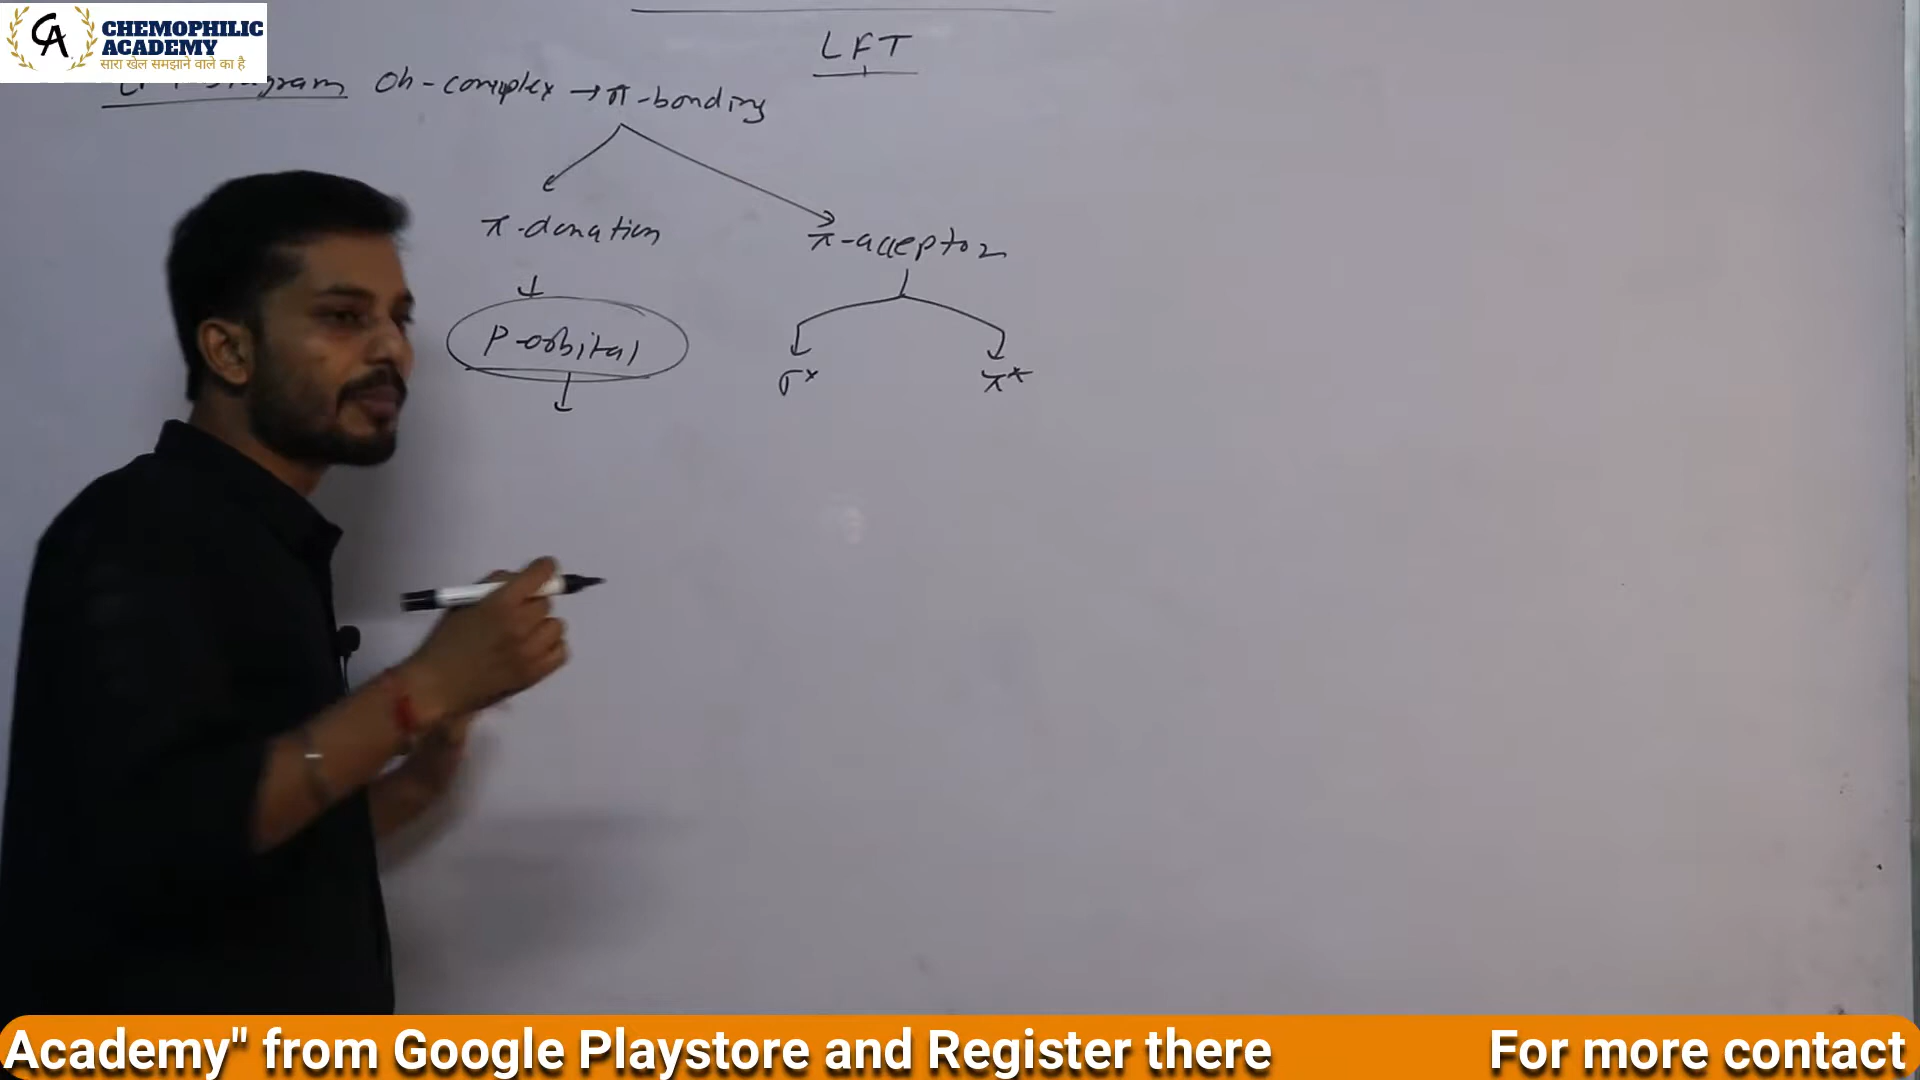 CHEMOPHILIC
ACADEMY
सारा खेल समझाने वाले का है
LFT
diagram Oh-complex → π-bonding
π-donation
π-acceptor
↓
p-orbital
σ*
π*
Academy" from Google Playstore and Register there For more contact